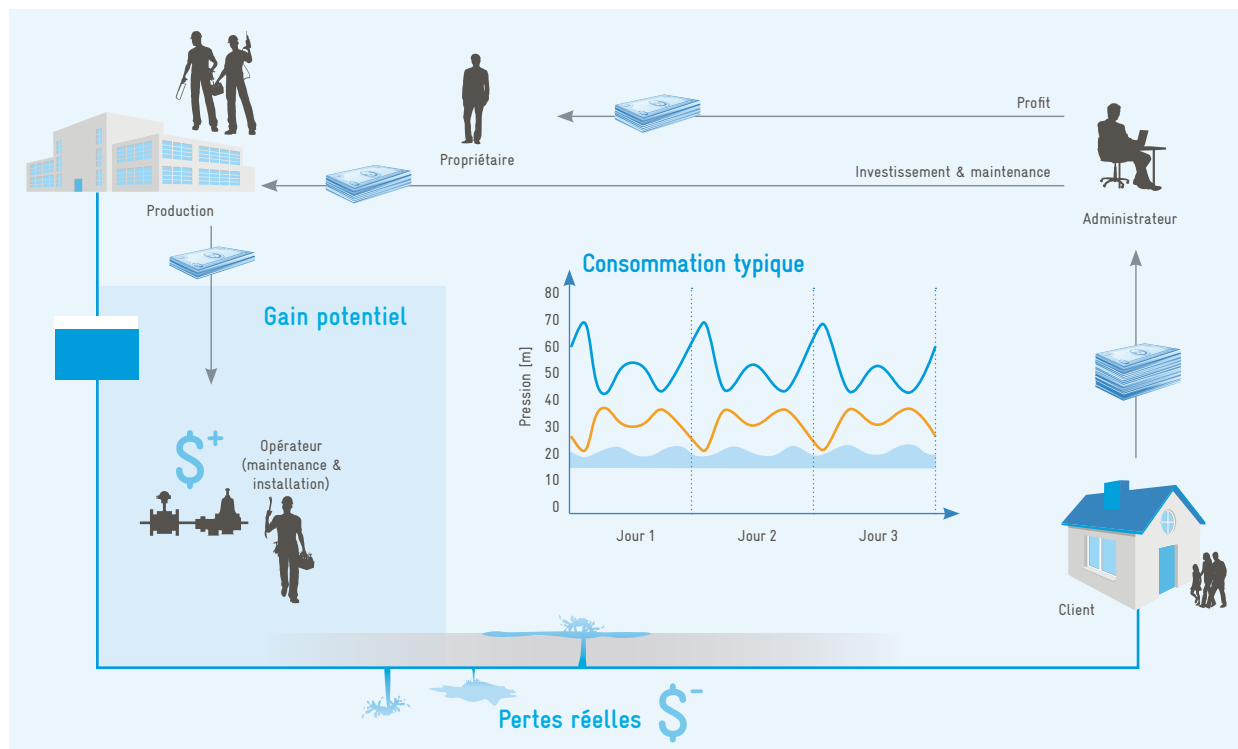 Profit
Propriétaire
Investissement & maintenance
Production
Administrateur
Gain potentiel
Consommation typique
80
70
60
50
40
30
20
10
0
Pression [m]
Jour 1
Jour 2
Jour 3
$+
Opérateur
(maintenance &
installation)
Client
Pertes réelles $-